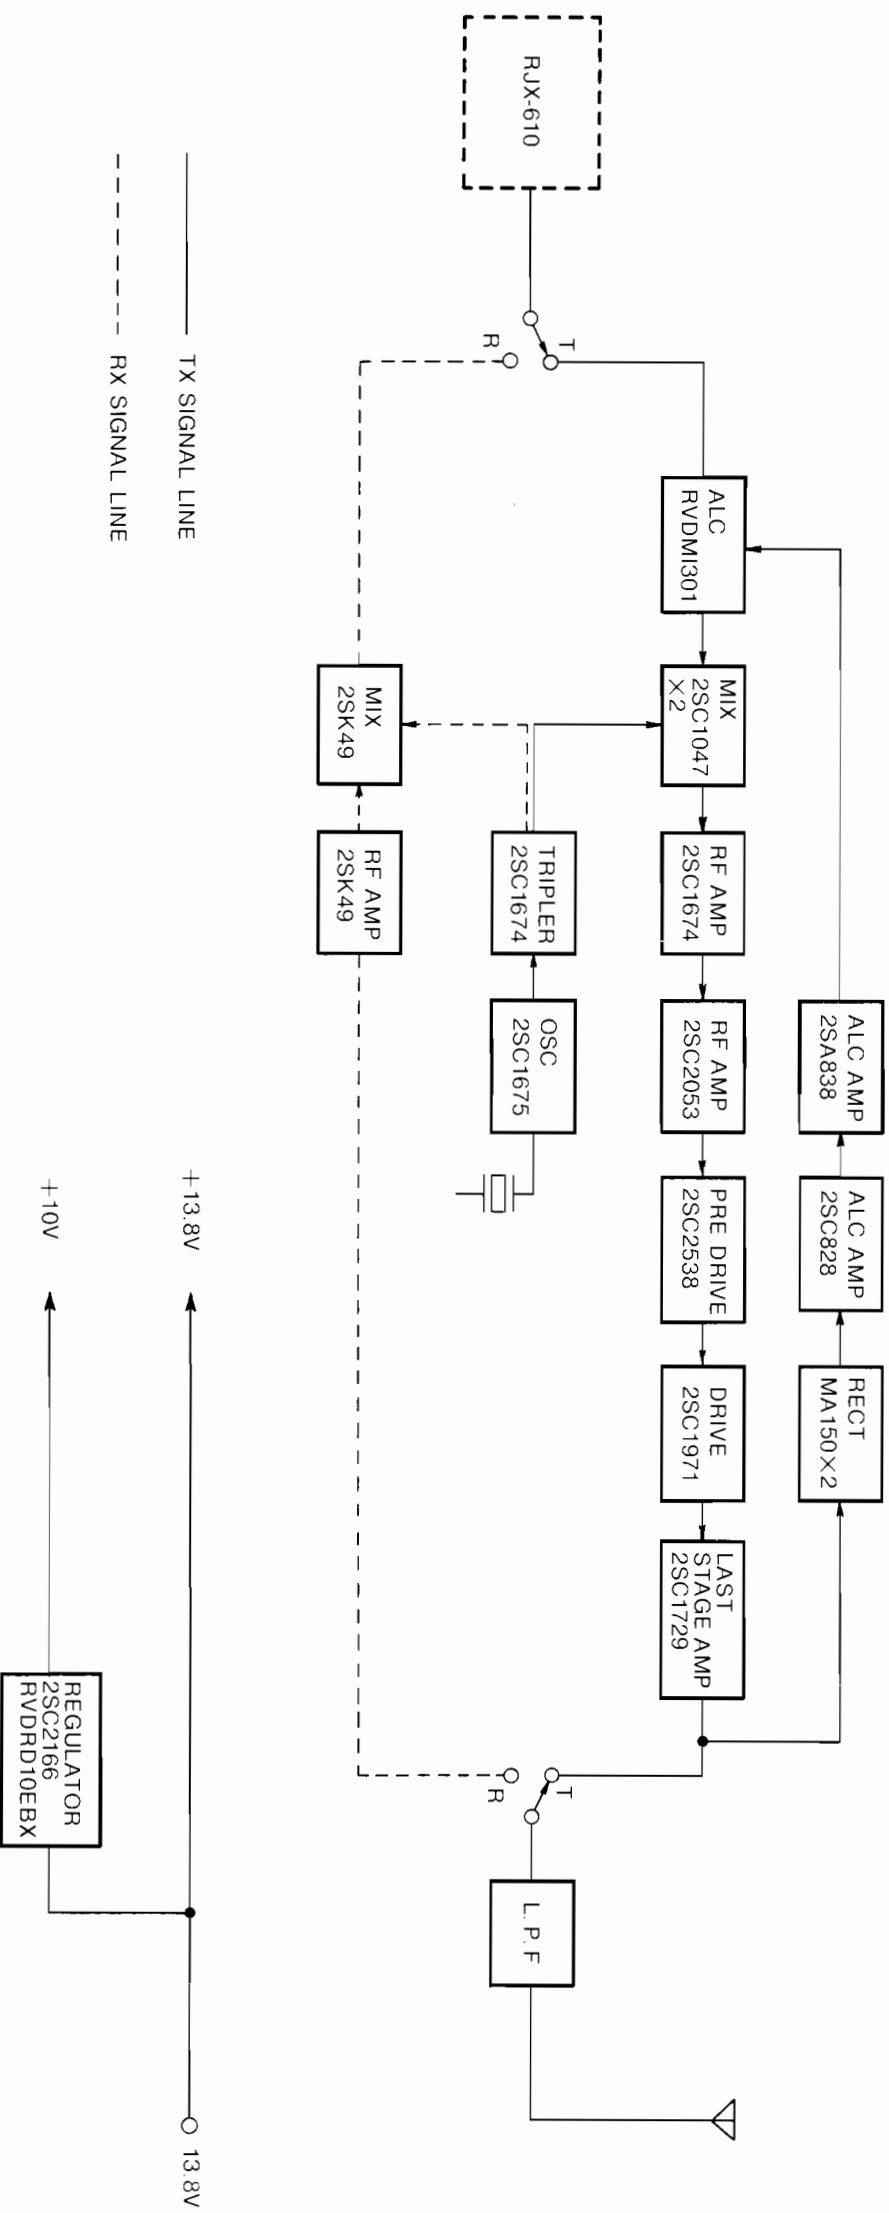 RJX-610
T
R
ALC
RVDMI301
MIX
2SC1047
×2
RF AMP
2SC1674
RF AMP
2SC2053
PRE DRIVE
2SC2538
DRIVE
2SC1971
LAST
STAGE AMP
2SC1729
ALC AMP
2SA838
ALC AMP
2SC828
RECT
MA150×2
TRIPLER
2SC1674
OSC
2SC1675
MIX
2SK49
RF AMP
2SK49
T
R
L.P.F
TX SIGNAL LINE
RX SIGNAL LINE
+13.8V
13.8V
+10V
REGULATOR
2SC2166
RVDRD10EBX